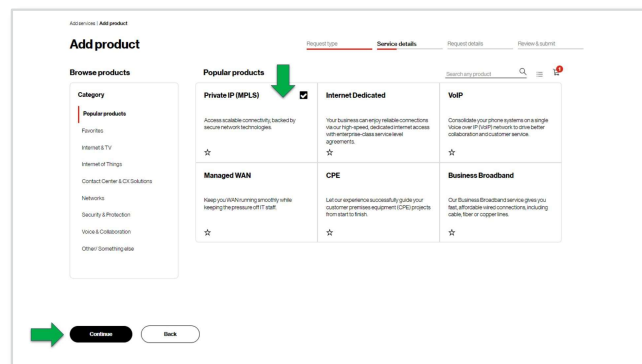 Add services | Add product
Add product
Request type
Service details
Request details
Review & submit
Browse products
Popular products
Search any product
Category
Popular products
Favorites
Internet & TV
Internet of Things
Contact Center & CX Solutions
Networks
Security & Protection
Voice & Collaboration
Other/ Something else
Private IP (MPLS)
Access scalable connectivity, backed by
secure network technologies.
Internet Dedicated
Your business can enjoy reliable connections
via our high-speed, dedicated internet access
with enterprise-class service level
agreements.
VoIP
Consolidate your phone systems on a single
Voice over IP (VoIP) network to drive better
collaboration and customer service.
Managed WAN
Keep you WAN running smoothly while
keeping the pressure off IT staff.
CPE
Let our experience successfully guide your
customer premises equipment (CPE) projects
from start to finish.
Business Broadband
Our Business Broadband service gives you
fast, affordable wired connections, including
cable, fiber or copper lines.
Continue
Back